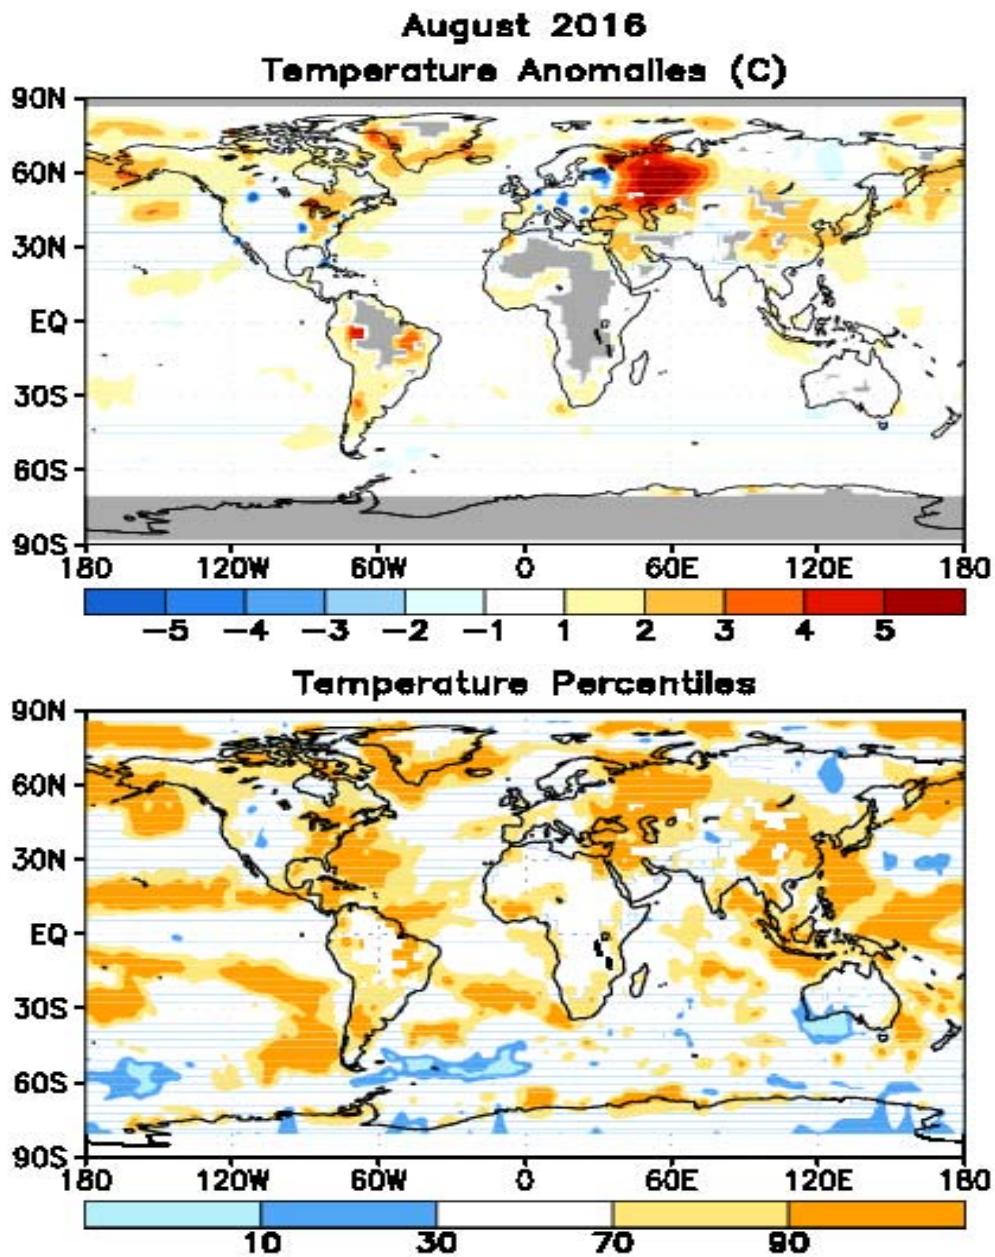 August 2016
Temperature Anomalies (C)
90N
60N
30N
EQ
30S
60S
90S
180 120W 60W 0 60E 120E 180
−5 −4 −3 −2 −1 1 2 3 4 5
Temperature Percentiles
90N
60N
30N
EQ
30S
60S
90S
180 120W 60W 0 60E 120E 180
10 30 70 90